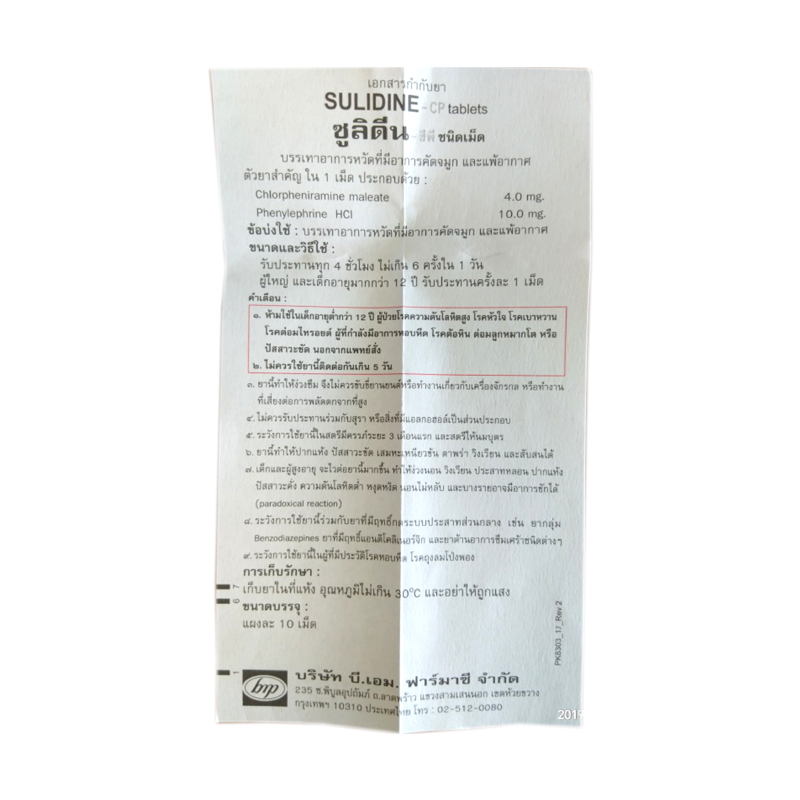 เอกสารกำกับยา
SULIDINE-CP tablets
ซูลิดีน-ซีพี ชนิดเม็ด
บรรเทาอาการหวัดที่มีอาการคัดจมูก และแพ้อากาศ
ตัวยาสำคัญ ใน 1 เม็ด ประกอบด้วย :
Chlorpheniramine maleate 4.0 mg.
Phenylephrine HCl 10.0 mg.
ข้อบ่งใช้ : บรรเทาอาการหวัดที่มีอาการคัดจมูก และแพ้อากาศ
ขนาดและวิธีใช้ :
รับประทานทุก 4 ชั่วโมง ไม่เกิน 6 ครั้งใน 1 วัน
ผู้ใหญ่ และเด็กอายุมากกว่า 12 ปี รับประทานครั้งละ 1 เม็ด
คำเตือน :
๑. ห้ามใช้ในเด็กอายุต่ำกว่า 12 ปี ผู้ป่วยโรคความดันโลหิตสูง โรคหัวใจ โรคเบาหวาน
โรคต่อมไทรอยด์ ผู้ที่กำลังมีอาการหอบหืด โรคต้อหิน ต่อมลูกหมากโต หรือ
ปัสสาวะขัด นอกจากแพทย์สั่ง
๒. ไม่ควรใช้ยานี้ติดต่อกันเกิน 5 วัน
๓. ยานี้ทำให้ง่วงซึม จึงไม่ควรขับขี่ยานยนต์หรือทำงานเกี่ยวกับเครื่องจักรกล หรือทำงาน
ที่เสี่ยงต่อการพลัดตกจากที่สูง
๔. ไม่ควรรับประทานร่วมกับสุรา หรือสิ่งที่มีแอลกอฮอล์เป็นส่วนประกอบ
๕. ระวังการใช้ยานี้ในสตรีมีครรภ์ระยะ 3 เดือนแรก และสตรีให้นมบุตร
๖. ยานี้ทำให้ปากแห้ง ปัสสาวะขัด เสมหะเหนียวข้น ตาพร่า วิงเวียน และสับสนได้
๗. เด็กและผู้สูงอายุ จะไวต่อยานี้มากขึ้น ทำให้ง่วงนอน วิงเวียน ประสาทหลอน ปากแห้ง
ปัสสาวะคั่ง ความดันโลหิตต่ำ หงุดหงิด นอนไม่หลับ และบางรายอาจมีอาการชักได้
(paradoxical reaction)
๘. ระวังการใช้ยานี้ร่วมกับยาที่มีฤทธิ์กดระบบประสาทส่วนกลาง เช่น ยากลุ่ม
Benzodiazepines ยาที่มีฤทธิ์แอนติโคลิเนอร์จิก และยาต้านอาการซึมเศร้าชนิดต่างๆ
๙. ระวังการใช้ยานี้ในผู้ที่มีประวัติโรคหอบหืด โรคถุงลมโป่งพอง
การเก็บรักษา :
เก็บยาในที่แห้ง อุณหภูมิไม่เกิน 30°C และอย่าให้ถูกแสง
ขนาดบรรจุ :
แผงละ 10 เม็ด
7
6
1
PK8303_17_Rev.2
bnp
บริษัท บี.เอ็ม. ฟาร์มาซี จำกัด
235 ซ.พิบูลอุปถัมภ์ ถ.ลาดพร้าว แขวงสามเสนนอก เขตห้วยขวาง
กรุงเทพฯ 10310 ประเทศไทย โทร : 02-512-0080
2019